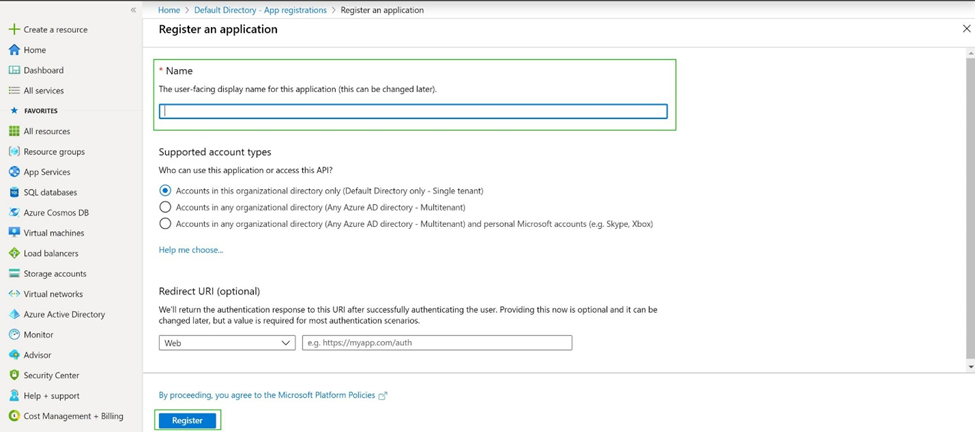 «
Create a resource
Home
Dashboard
All services
FAVORITES
All resources
Resource groups
App Services
SQL databases
Azure Cosmos DB
Virtual machines
Load balancers
Storage accounts
Virtual networks
Azure Active Directory
Monitor
Advisor
Security Center
Help + support
Cost Management + Billing
Home > Default Directory - App registrations > Register an application
Register an application
* Name
The user-facing display name for this application (this can be changed later).
Supported account types
Who can use this application or access this API?
Accounts in this organizational directory only (Default Directory only - Single tenant)
Accounts in any organizational directory (Any Azure AD directory - Multitenant)
Accounts in any organizational directory (Any Azure AD directory - Multitenant) and personal Microsoft accounts (e.g. Skype, Xbox)
Help me choose...
Redirect URI (optional)
We'll return the authentication response to this URI after successfully authenticating the user. Providing this now is optional and it can be
changed later, but a value is required for most authentication scenarios.
Web
e.g. https://myapp.com/auth
By proceeding, you agree to the Microsoft Platform Policies
Register